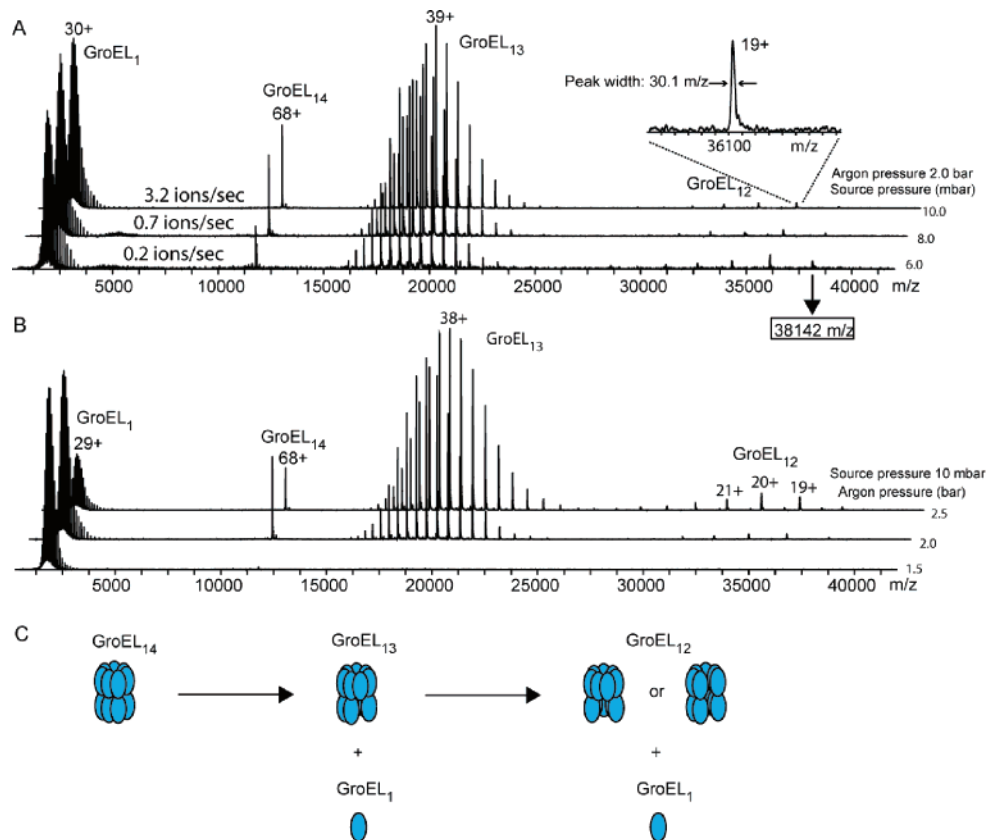 A
30+
GroEL1
GroEL14
68+
39+
GroEL13
19+
Peak width: 30.1 m/z
36100 m/z
GroEL12
Argon pressure 2.0 bar
Source pressure (mbar)
3.2 ions/sec
10.0
0.7 ions/sec
8.0
0.2 ions/sec
6.0
5000 10000 15000 20000 25000 30000 35000 40000 m/z
38142 m/z
B
38+
GroEL13
GroEL1
29+
GroEL14
68+
GroEL12
21+ 20+ 19+
Source pressure 10 mbar
Argon pressure (bar)
2.5
2.0
1.5
5000 10000 15000 20000 25000 30000 35000 40000 m/z
C
GroEL14 GroEL13 GroEL12
or
+ +
GroEL1 GroEL1